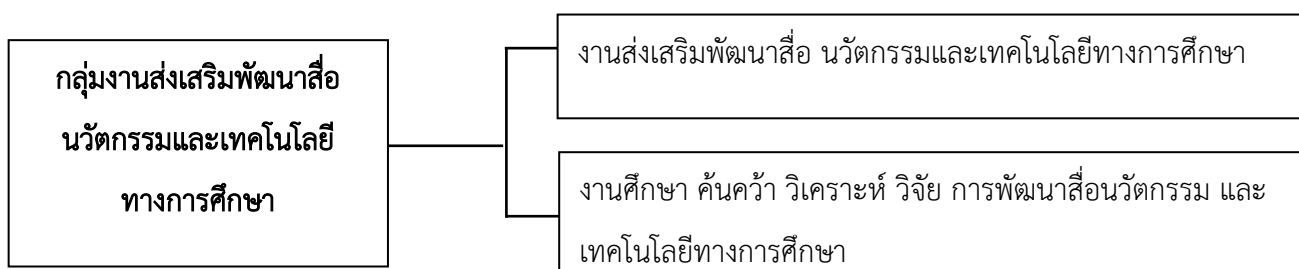 กลุ่มงานส่งเสริมพัฒนาสื่อ
นวัตกรรมและเทคโนโลยี
ทางการศึกษา
งานส่งเสริมพัฒนาสื่อ นวัตกรรมและเทคโนโลยีทางการศึกษา
งานศึกษา ค้นคว้า วิเคราะห์ วิจัย การพัฒนาสื่อนวัตกรรม และ
เทคโนโลยีทางการศึกษา